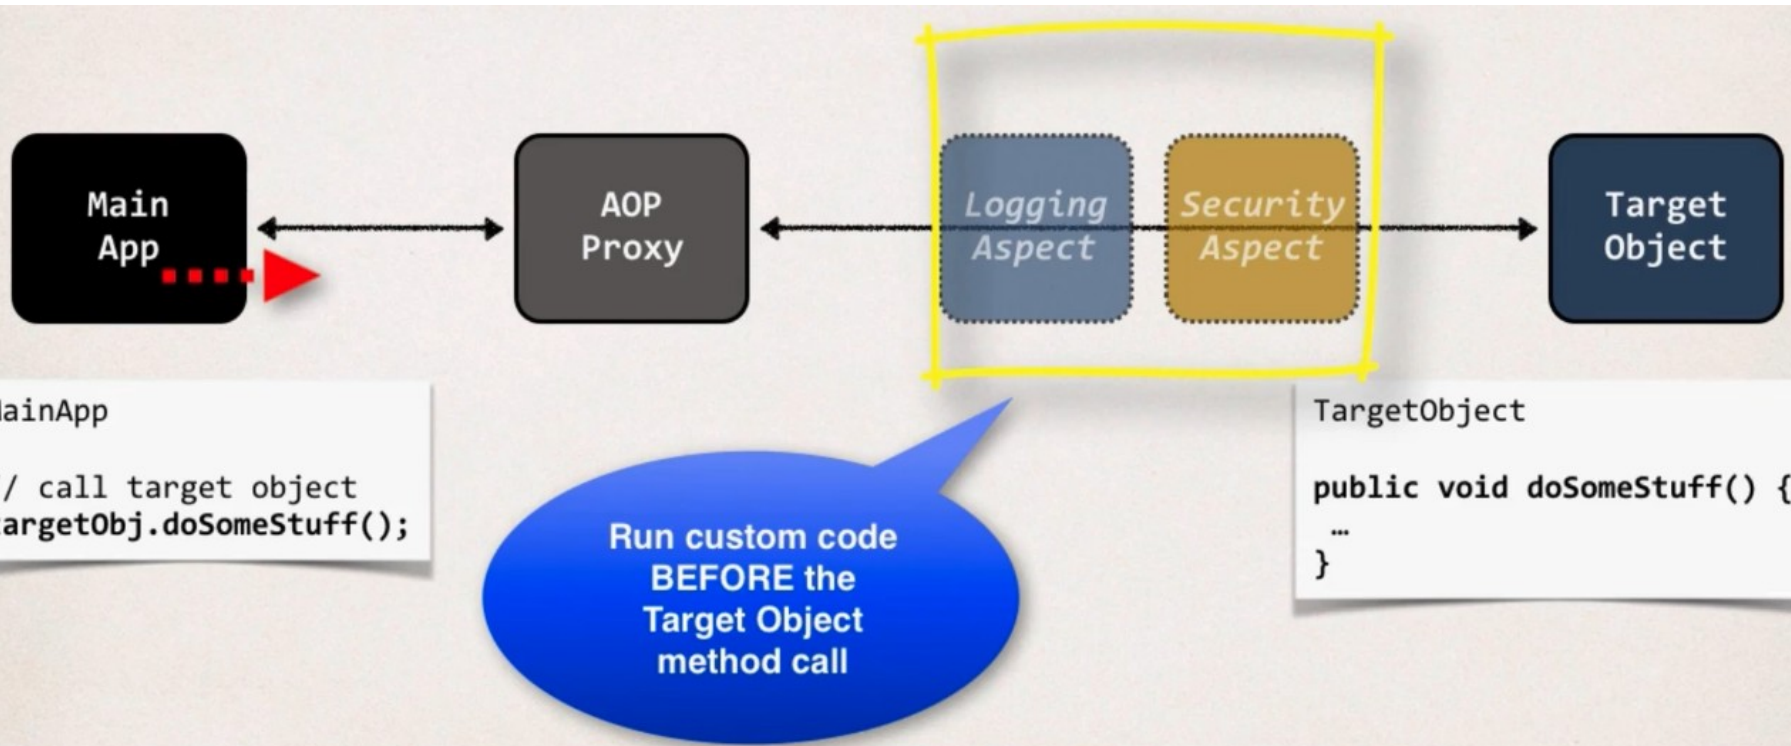 Main
App
AOP
Proxy
Logging
Aspect
Security
Aspect
Target
Object
ainApp
/ call target object
argetObj.doSomeStuff();
Run custom code
BEFORE the
Target Object
method call
TargetObject
public void doSomeStuff() {
…
}